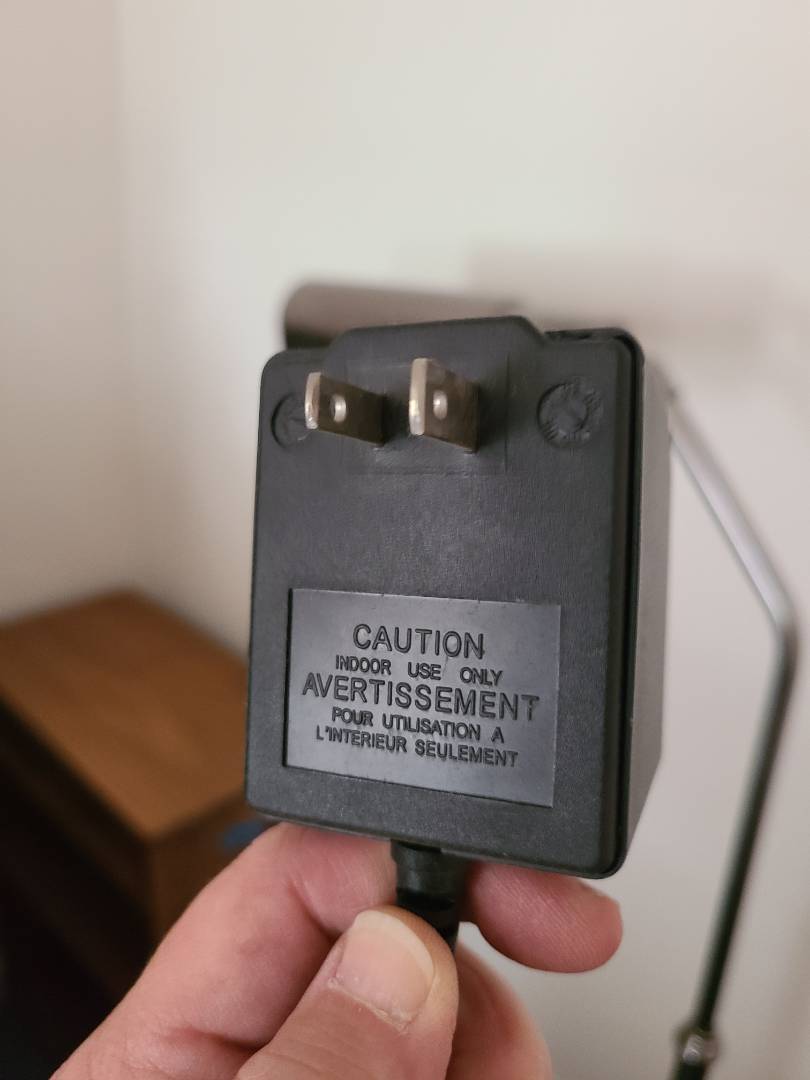 CAUTION
INDOOR USE ONLY
AVERTISSEMENT
POUR UTILISATION A
L'INTERIEUR SEULEMENT